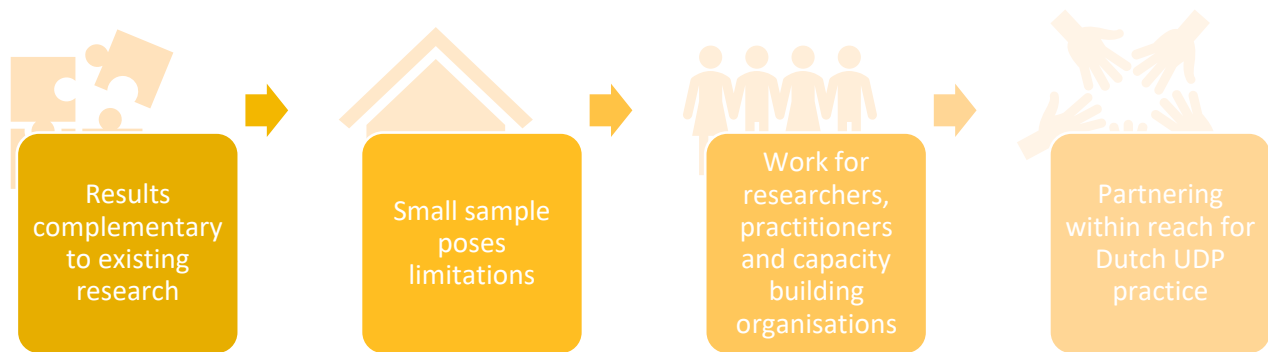 Results
complementary
to existing
research
Small sample
poses
limitations
Work for
researchers,
practitioners
and capacity
building
organisations
Partnering
within reach for
Dutch UDP
practice